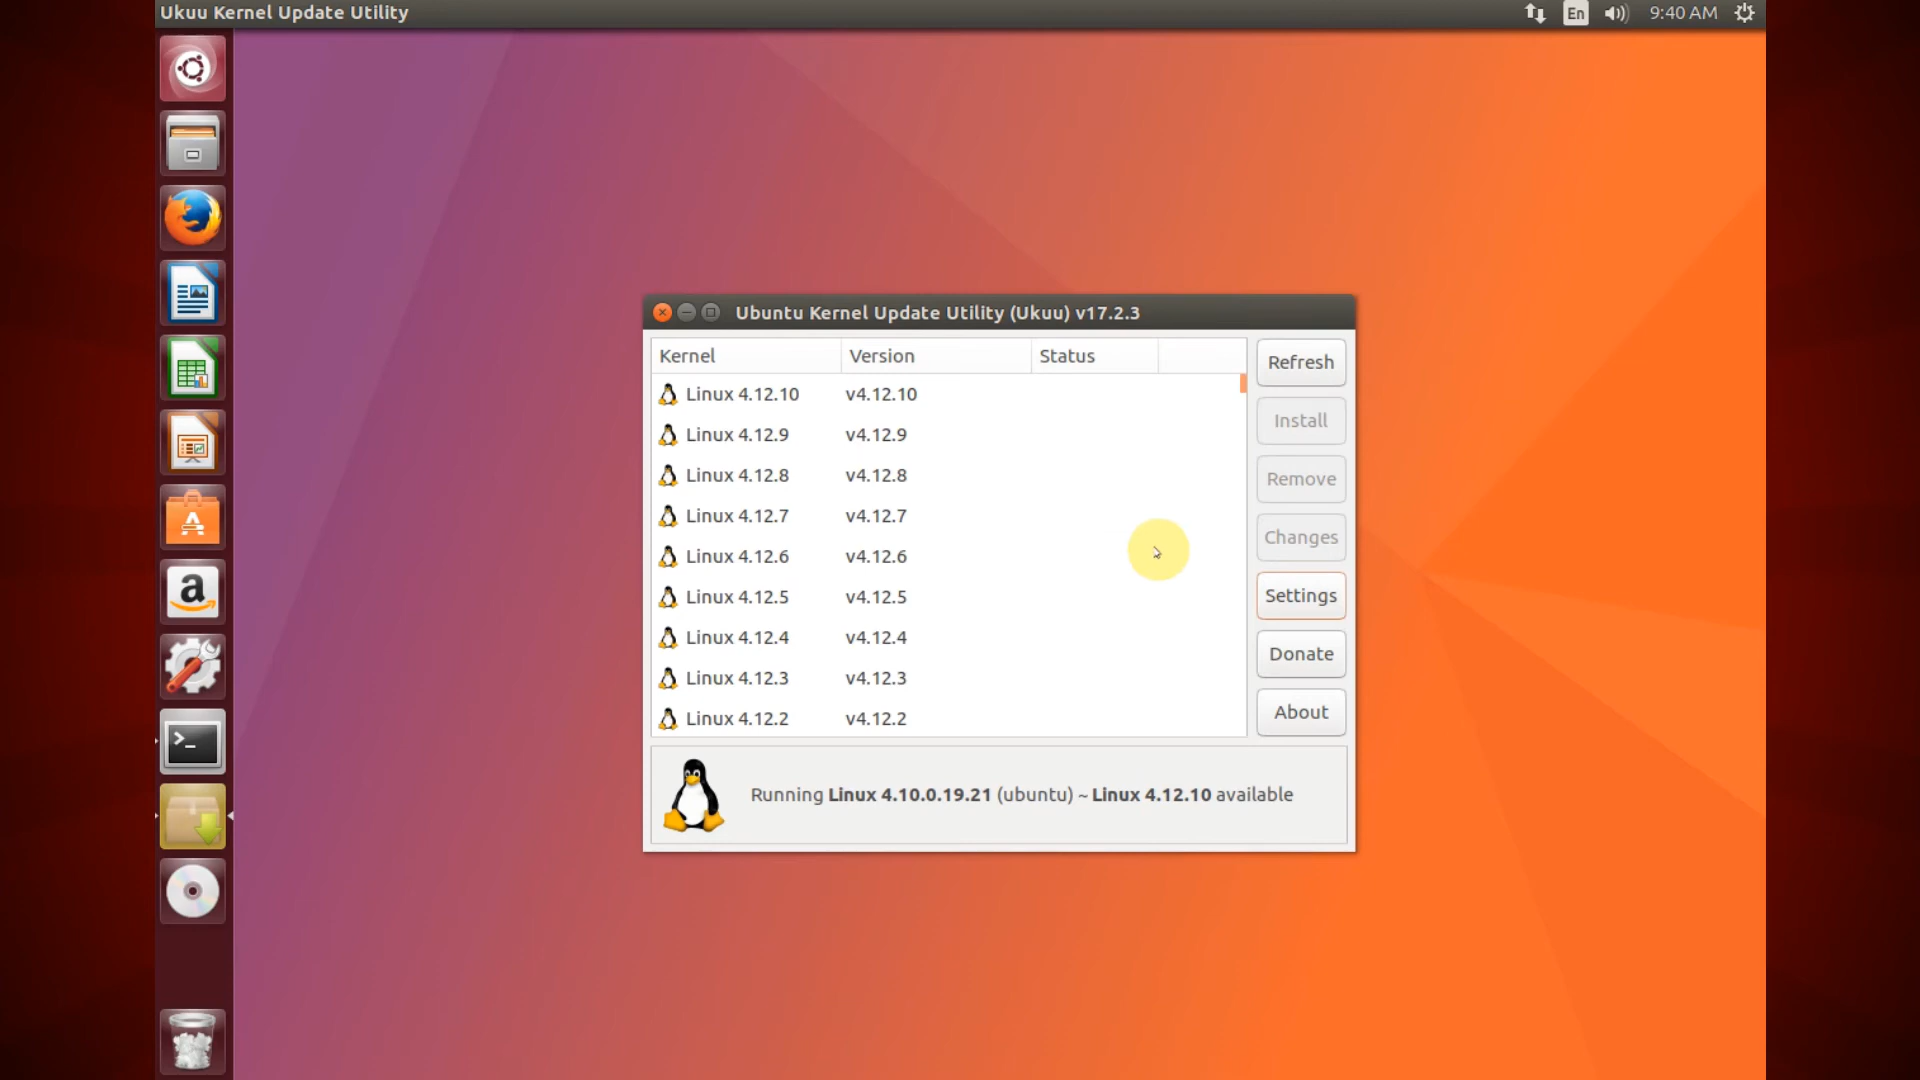 Ukuu Kernel Update Utility
En
9:40 AM
Ubuntu Kernel Update Utility (Ukuu) v17.2.3
Kernel Version Status
Linux 4.12.10 v4.12.10
Linux 4.12.9 v4.12.9
Linux 4.12.8 v4.12.8
Linux 4.12.7 v4.12.7
Linux 4.12.6 v4.12.6
Linux 4.12.5 v4.12.5
Linux 4.12.4 v4.12.4
Linux 4.12.3 v4.12.3
Linux 4.12.2 v4.12.2
Refresh
Install
Remove
Changes
Settings
Donate
About
Running Linux 4.10.0.19.21 (ubuntu) ~ Linux 4.12.10 available